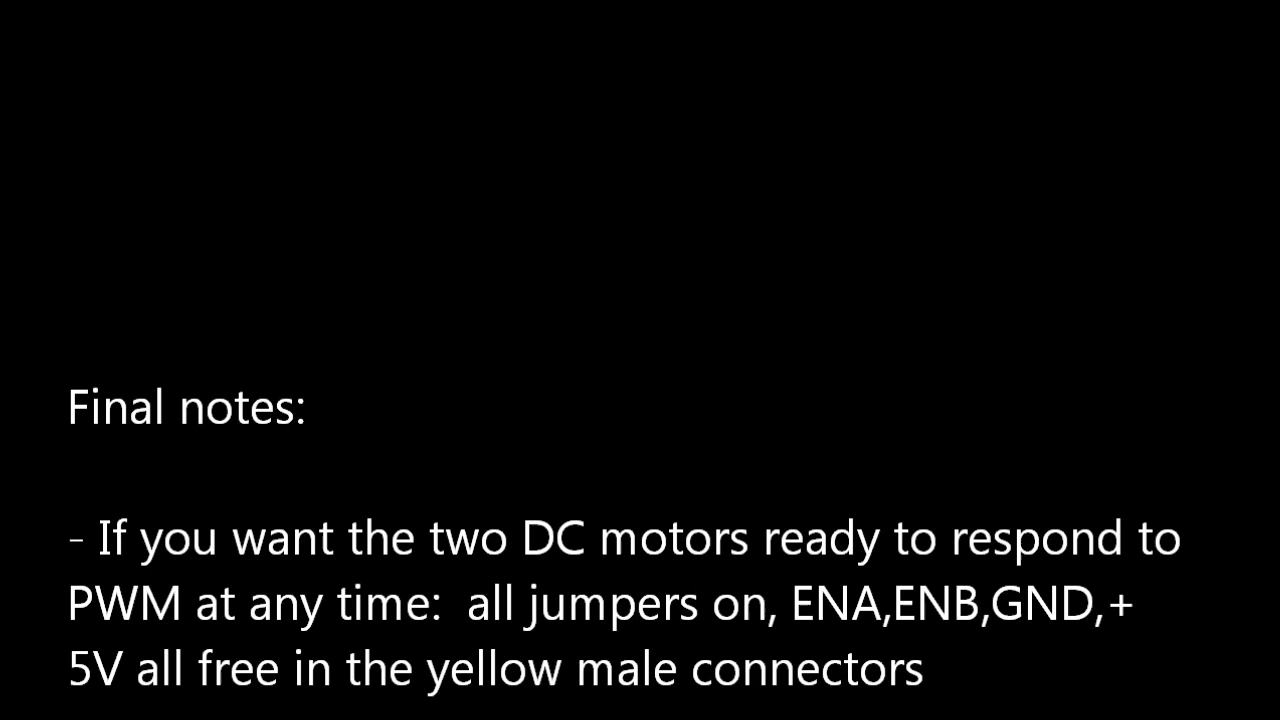 Final notes:
- If you want the two DC motors ready to respond to
PWM at any time:  all jumpers on, ENA,ENB,GND,+
5V all free in the yellow male connectors